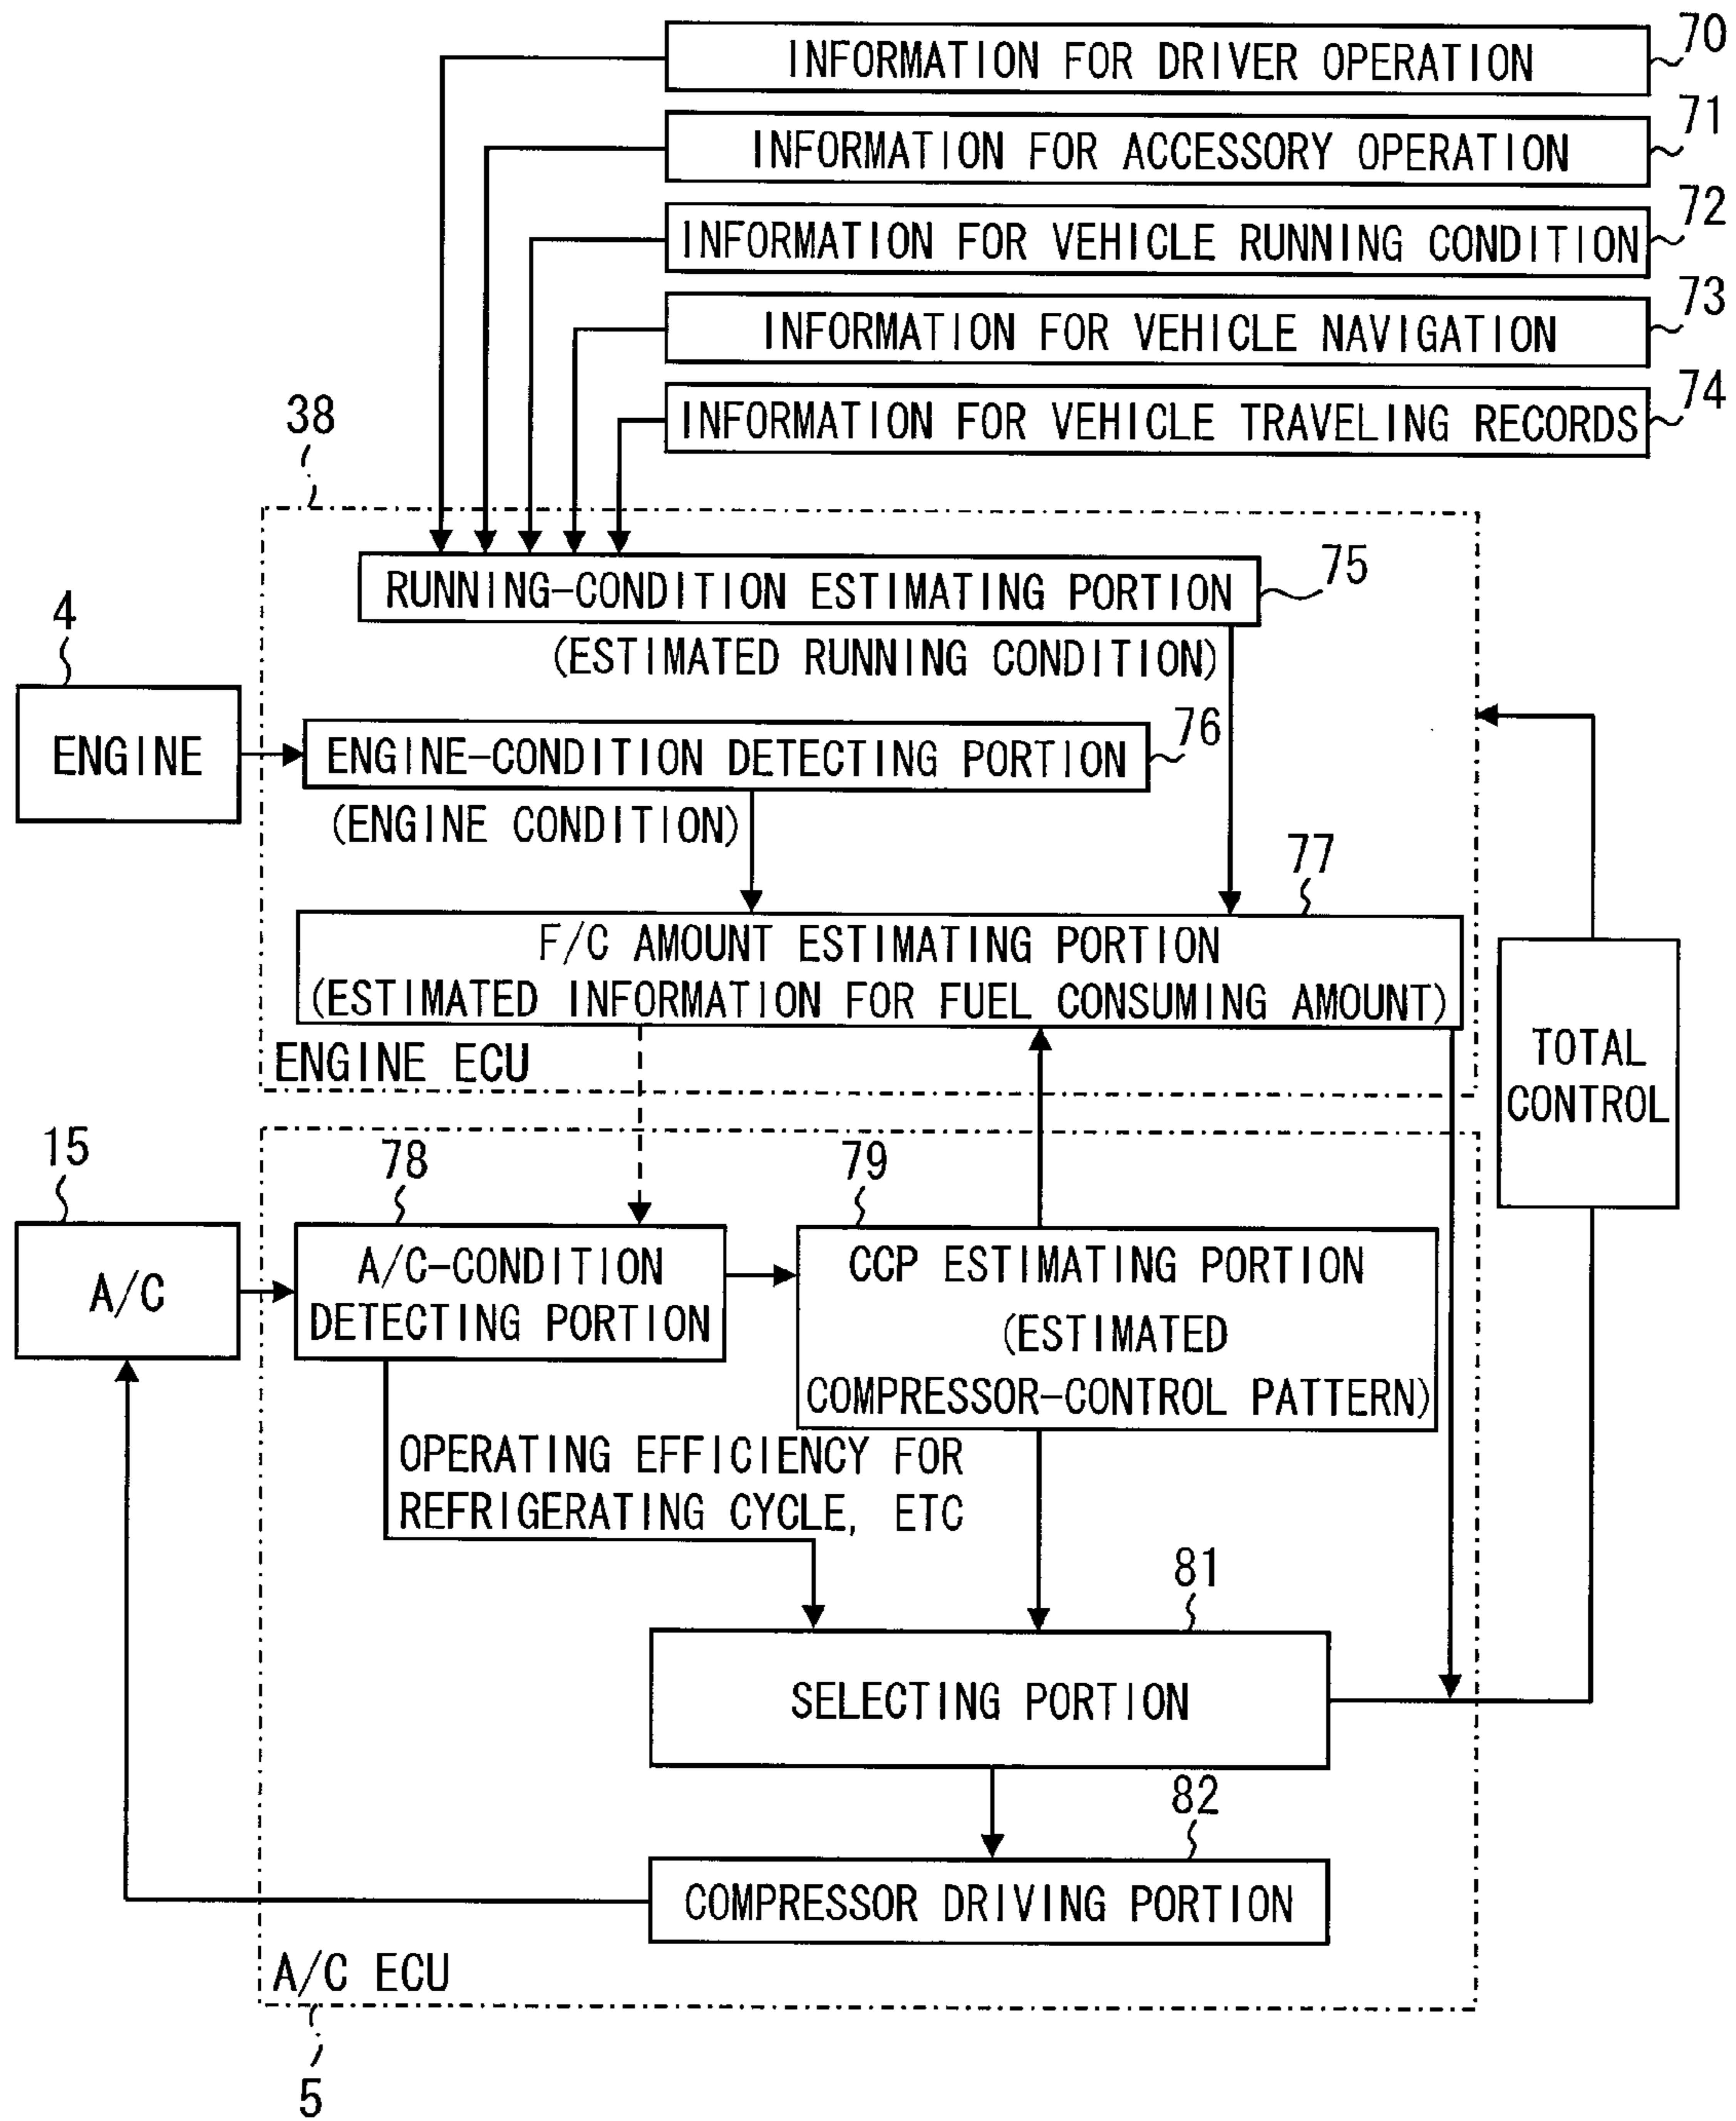 70
INFORMATION FOR DRIVER OPERATION
71
INFORMATION FOR ACCESSORY OPERATION
72
INFORMATION FOR VEHICLE RUNNING CONDITION
73
INFORMATION FOR VEHICLE NAVIGATION
74
INFORMATION FOR VEHICLE TRAVELING RECORDS
38
75
RUNNING-CONDITION ESTIMATING PORTION
(ESTIMATED RUNNING CONDITION)
4
ENGINE
76
ENGINE-CONDITION DETECTING PORTION
(ENGINE CONDITION)
77
F/C AMOUNT ESTIMATING PORTION
(ESTIMATED INFORMATION FOR FUEL CONSUMING AMOUNT)
ENGINE ECU
TOTAL
CONTROL
15
A/C
78
A/C-CONDITION
DETECTING PORTION
79
CCP ESTIMATING PORTION
(ESTIMATED
COMPRESSOR-CONTROL PATTERN)
OPERATING EFFICIENCY FOR
REFRIGERATING CYCLE, ETC
81
SELECTING PORTION
82
COMPRESSOR DRIVING PORTION
A/C ECU
5